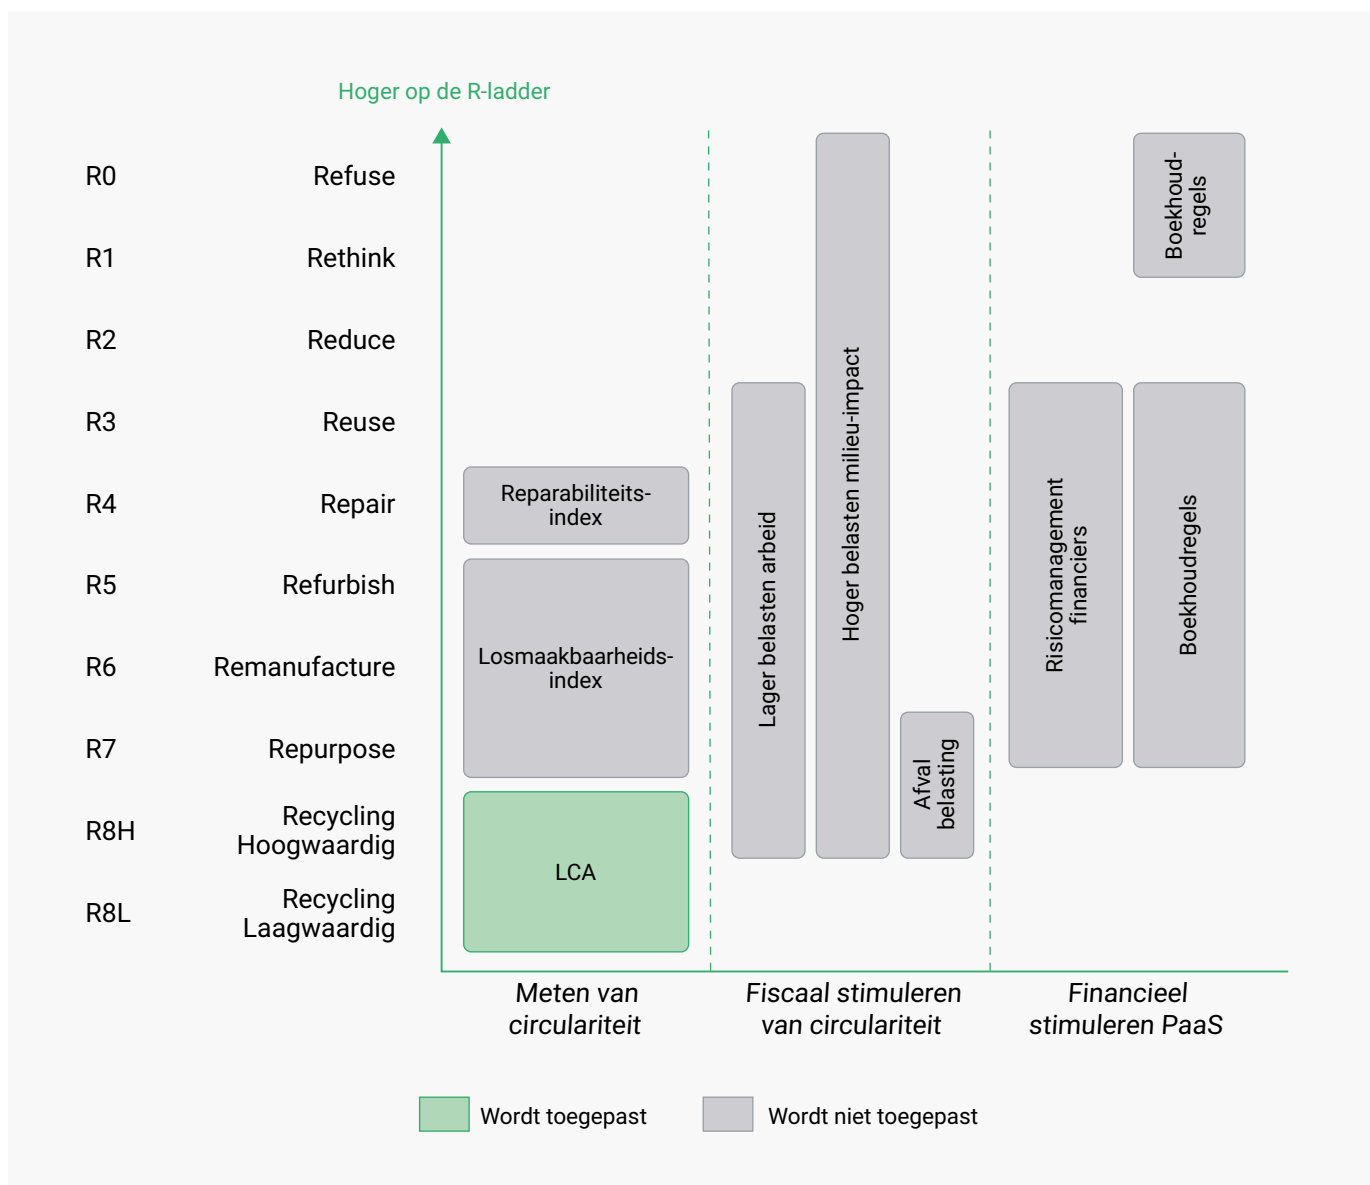 Hoger op de R-ladder
R0 Refuse
R1 Rethink
R2 Reduce
R3 Reuse
R4 Repair
R5 Refurbish
R6 Remanufacture
R7 Repurpose
R8H Recycling
Hoogwaardig
R8L Recycling
Laagwaardig
Reparabiliteits-
index
Losmaakbaarheids-
index
LCA
Lager belasten arbeid
Hoger belasten milieu-impact
Afval
belasting
Risicomanagement
financiers
Boekhoud-
regels
Boekhoudregels
Meten van
circulariteit
Fiscaal stimuleren
van circulariteit
Financieel
stimuleren PaaS
Wordt toegepast
Wordt niet toegepast